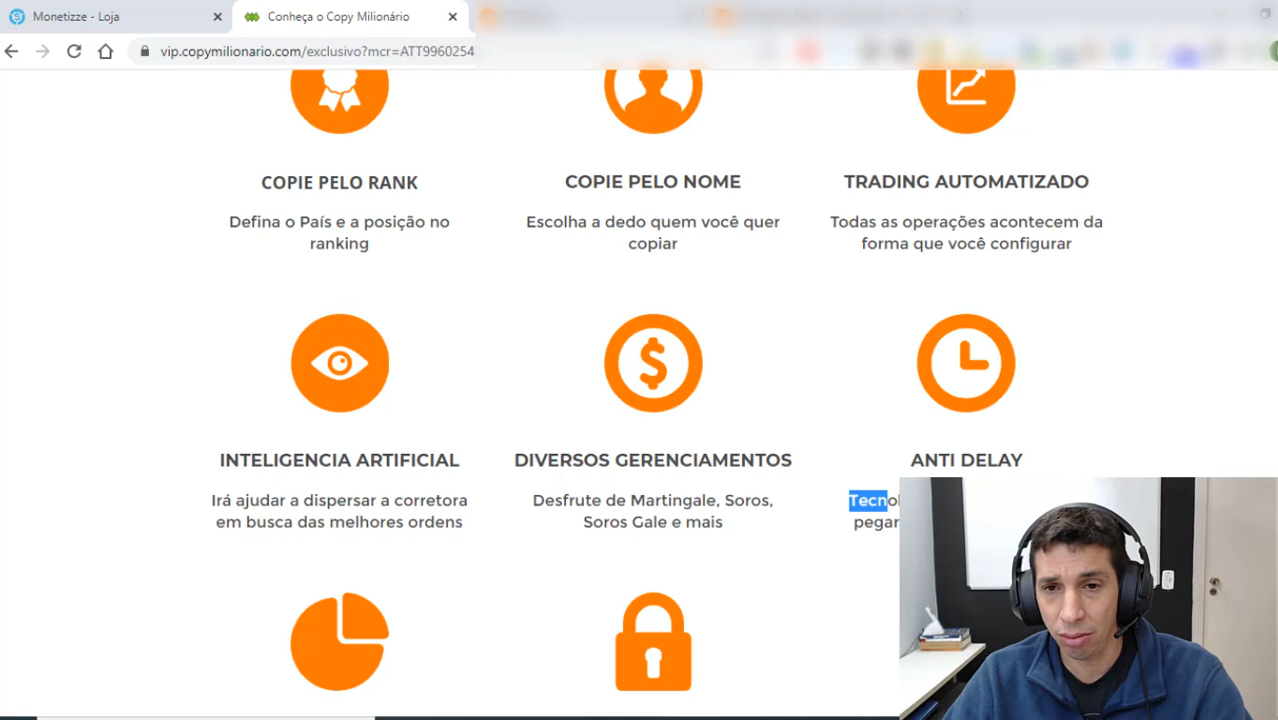 Monetizze - Loja
Conheça o Copy Milionário
vip.copymilionario.com/exclusivo?mcr=ATT9960254
COPIE PELO RANK
Defina o País e a posição no
ranking
COPIE PELO NOME
Escolha a dedo quem você quer
copiar
TRADING AUTOMATIZADO
Todas as operações acontecem da
forma que você configurar
INTELIGENCIA ARTIFICIAL
Irá ajudar a dispersar a corretora
em busca das melhores ordens
DIVERSOS GERENCIAMENTOS
Desfrute de Martingale, Soros,
Soros Gale e mais
ANTI DELAY